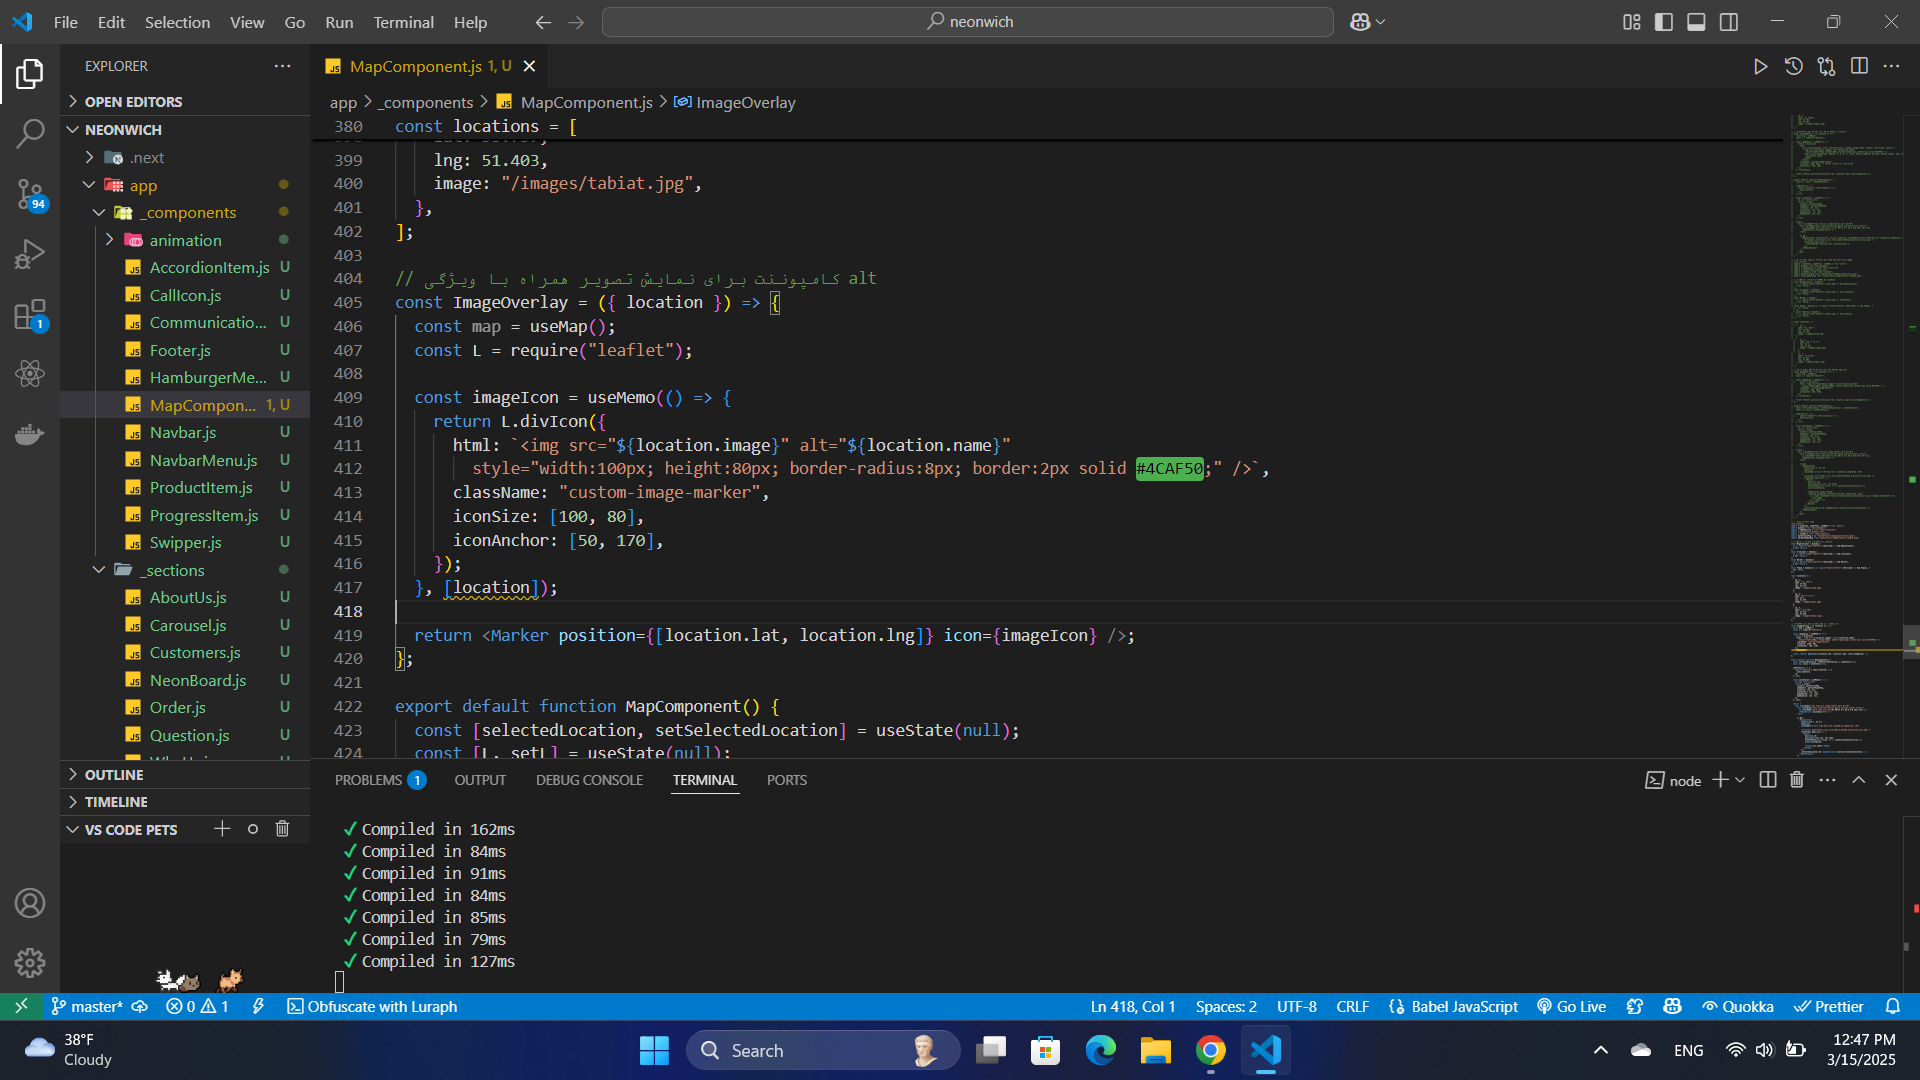 File Edit Selection View Go Run Terminal Help
neonwich
EXPLORER
OPEN EDITORS
NEONWICH
.next
app
_components
animation
AccordionItem.js U
CallIcon.js U
Communicatio... U
Footer.js U
HamburgerMe... U
MapCompon... 1, U
Navbar.js U
NavbarMenu.js U
ProductItem.js U
ProgressItem.js U
Swipper.js U
_sections
AboutUs.js U
Carousel.js U
Customers.js U
NeonBoard.js U
Order.js U
Question.js U
OUTLINE
TIMELINE
VS CODE PETS
94
1
MapComponent.js 1, U
app > _components > MapComponent.js > ImageOverlay
380 const locations = [
399 lng: 51.403,
400 image: "/images/tabiat.jpg",
401 },
402 ];
403
404 // کامپوننت برای نمایش تصویر همراه با ویژگی alt
405 const ImageOverlay = ({ location }) => {
406 const map = useMap();
407 const L = require("leaflet");
408
409 const imageIcon = useMemo(() => {
410 return L.divIcon({
411 html: `<img src="${location.image}" alt="${location.name}"
412 style="width:100px; height:80px; border-radius:8px; border:2px solid #4CAF50;" />`,
413 className: "custom-image-marker",
414 iconSize: [100, 80],
415 iconAnchor: [50, 170],
416 });
417 }, [location]);
418
419 return <Marker position={[location.lat, location.lng]} icon={imageIcon} />;
420 };
421
422 export default function MapComponent() {
423 const [selectedLocation, setSelectedLocation] = useState(null);
424 const [L, setL] = useState(null);
PROBLEMS 1 OUTPUT DEBUG CONSOLE TERMINAL PORTS
node
✓ Compiled in 162ms
✓ Compiled in 84ms
✓ Compiled in 91ms
✓ Compiled in 84ms
✓ Compiled in 85ms
✓ Compiled in 79ms
✓ Compiled in 127ms
master* 0 1 Obfuscate with Luraph Ln 418, Col 1 Spaces: 2 UTF-8 CRLF Babel JavaScript Go Live Quokka Prettier
38°F
Cloudy
Search
ENG
12:47 PM
3/15/2025